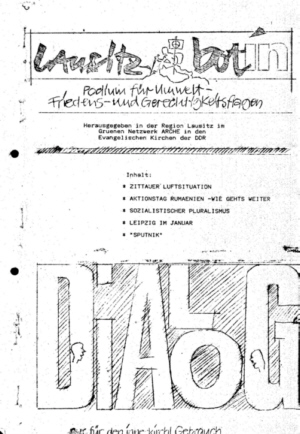 Lausitz botin
Podium für Umwelt-
Friedens- und Gerechtigkeitsfragen
Herausgegeben in der Region Lausitz im
Gruenen Netzwerk ARCHE in den
Evangelischen Kirchen der DDR
Inhalt:
* ZITTAUER LUFTSITUATION
* AKTIONSTAG RUMAENIEN -WIE GEHTS WEITER
* SOZIALISTISCHER PLURALISMUS
* LEIPZIG IM JANUAR
* "SPUTNIK"
DiALOG
nur für den innerkirchl. Gebrauch